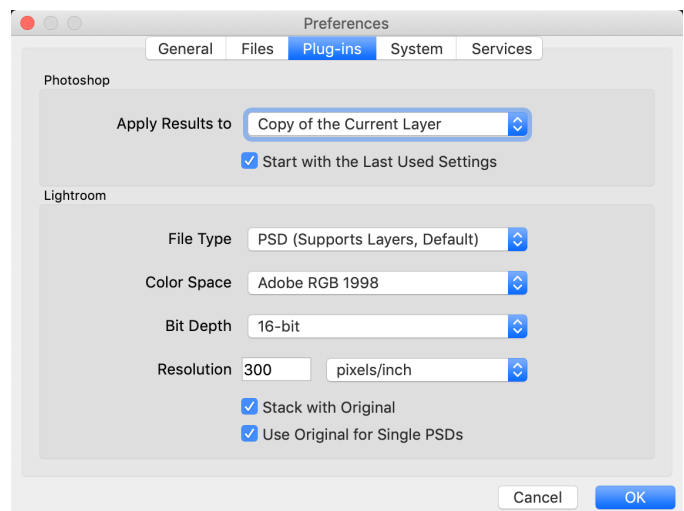 Preferences
General Files Plug-ins System Services
Photoshop
Apply Results to Copy of the Current Layer
Start with the Last Used Settings
Lightroom
File Type PSD (Supports Layers, Default)
Color Space Adobe RGB 1998
Bit Depth 16-bit
Resolution 300 pixels/inch
Stack with Original
Use Original for Single PSDs
Cancel OK